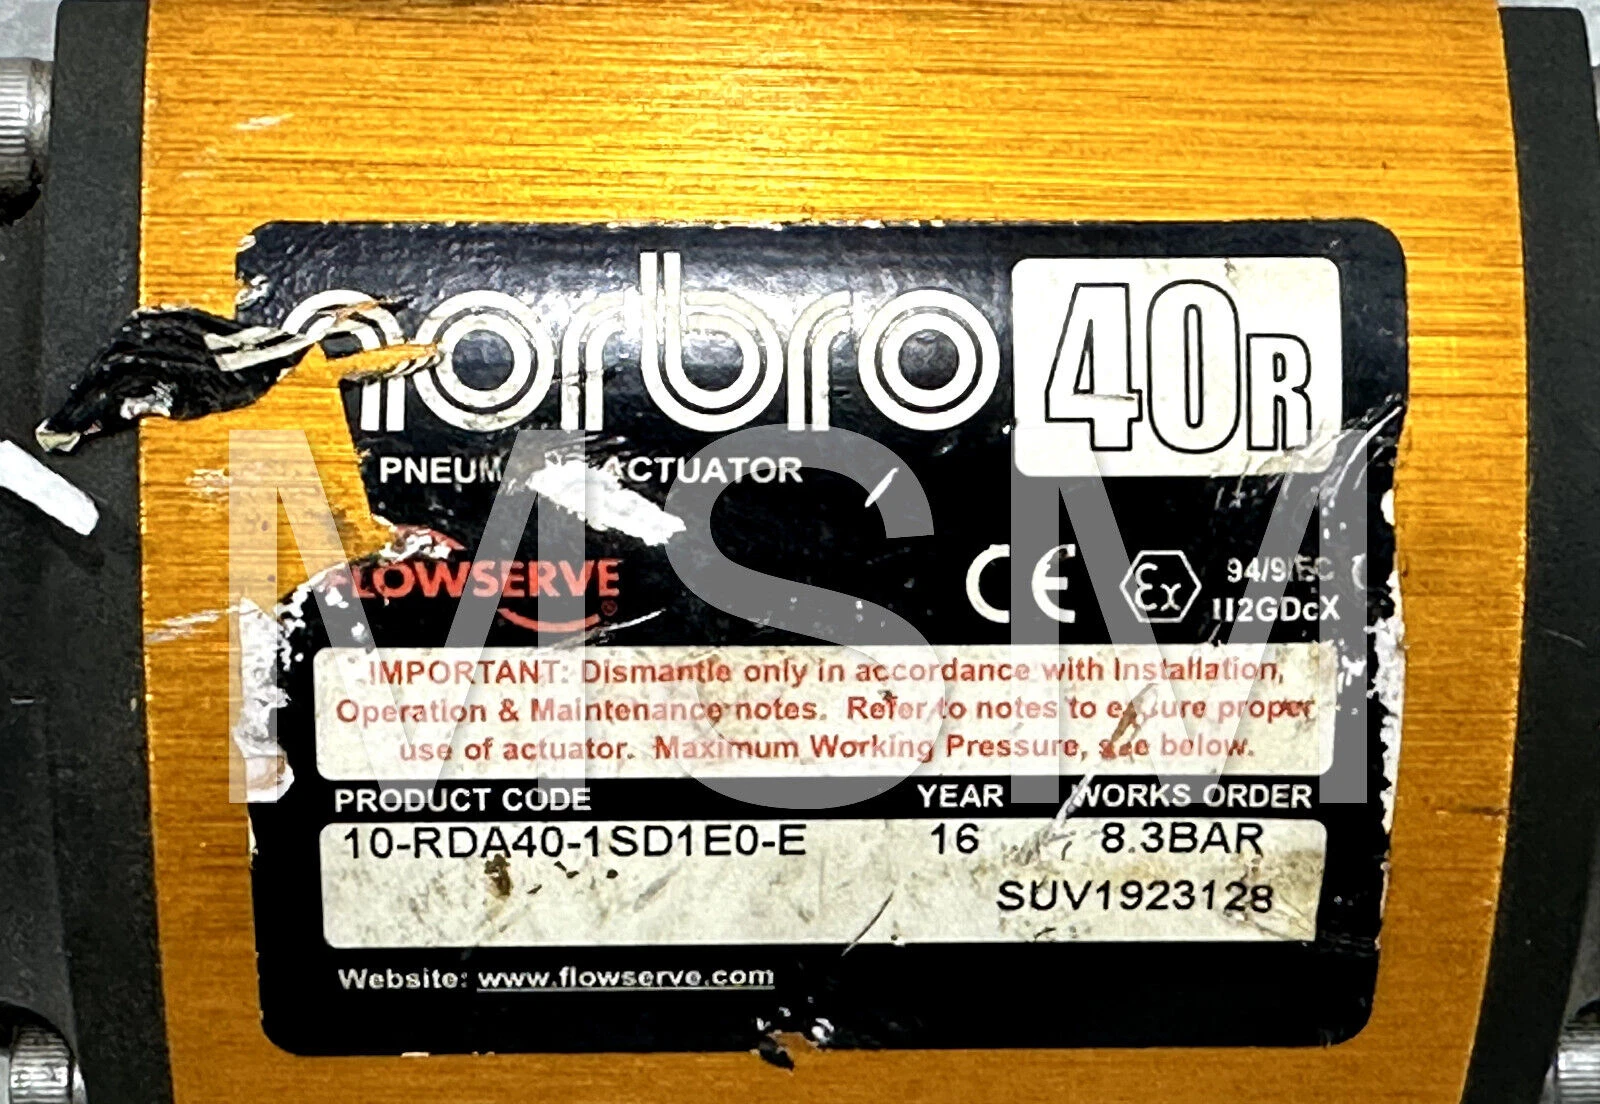 norbro 40R
PNEUM ACTUATOR
FLOWSERVE®
CE Ex 94/9/EC
II2GDcX
IMPORTANT: Dismantle only in accordance with Installation,
Operation & Maintenance notes. Refer to notes to ensure proper
use of actuator. Maximum Working Pressure, see below.
PRODUCT CODE YEAR WORKS ORDER
10-RDA40-1SD1E0-E 16 8.3BAR
SUV1923128
Website: www.flowserve.com
MSM